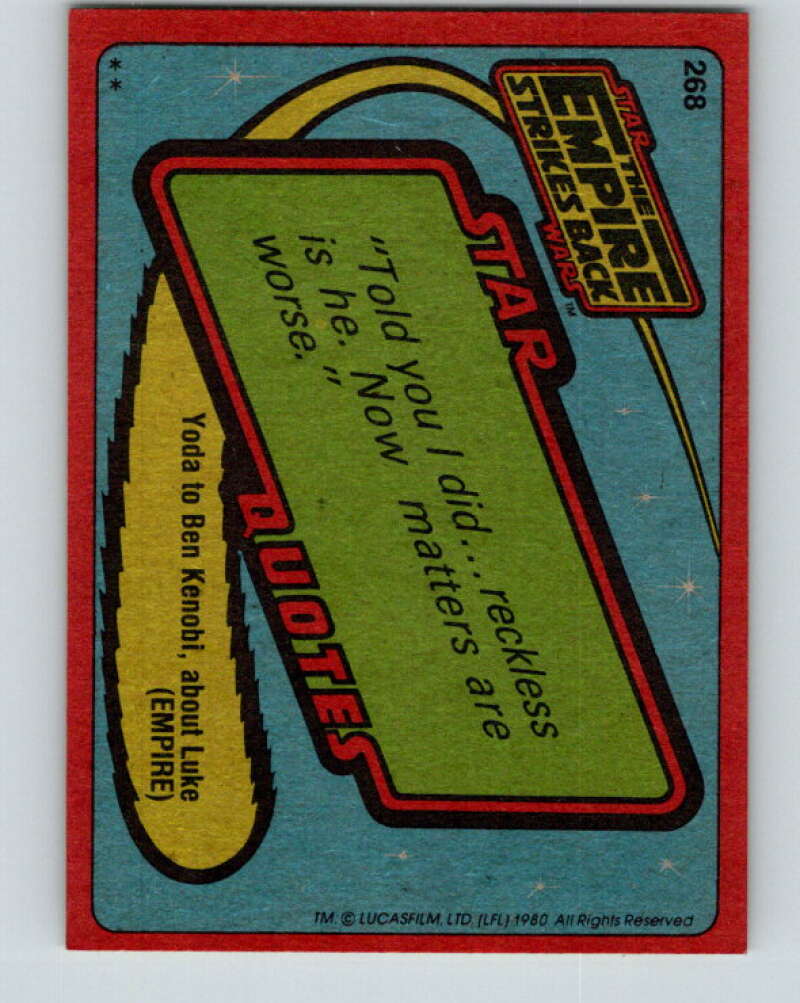 268
STAR
THE
EMPIRE
STRIKES BACK
WARS™
STAR
"Told you I did...reckless
is he. Now matters are
worse."
QUOTES
Yoda to Ben Kenobi, about Luke
(EMPIRE)
**
TM. © LUCASFILM, LTD. (LFL) 1980 All Rights Reserved